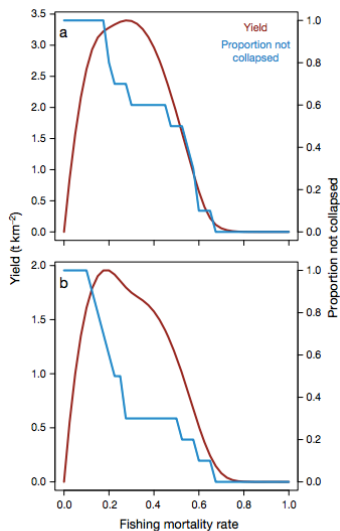 a
Yield
Proportion not
collapsed
3.5
3.0
2.5
2.0
1.5
1.0
0.5
0.0
1.0
0.8
0.6
0.4
0.2
0.0
Yield (t km⁻²)
Proportion not collapsed
b
2.0
1.5
1.0
0.5
0.0
1.0
0.8
0.6
0.4
0.2
0.0
0.0 0.2 0.4 0.6 0.8 1.0
Fishing mortality rate